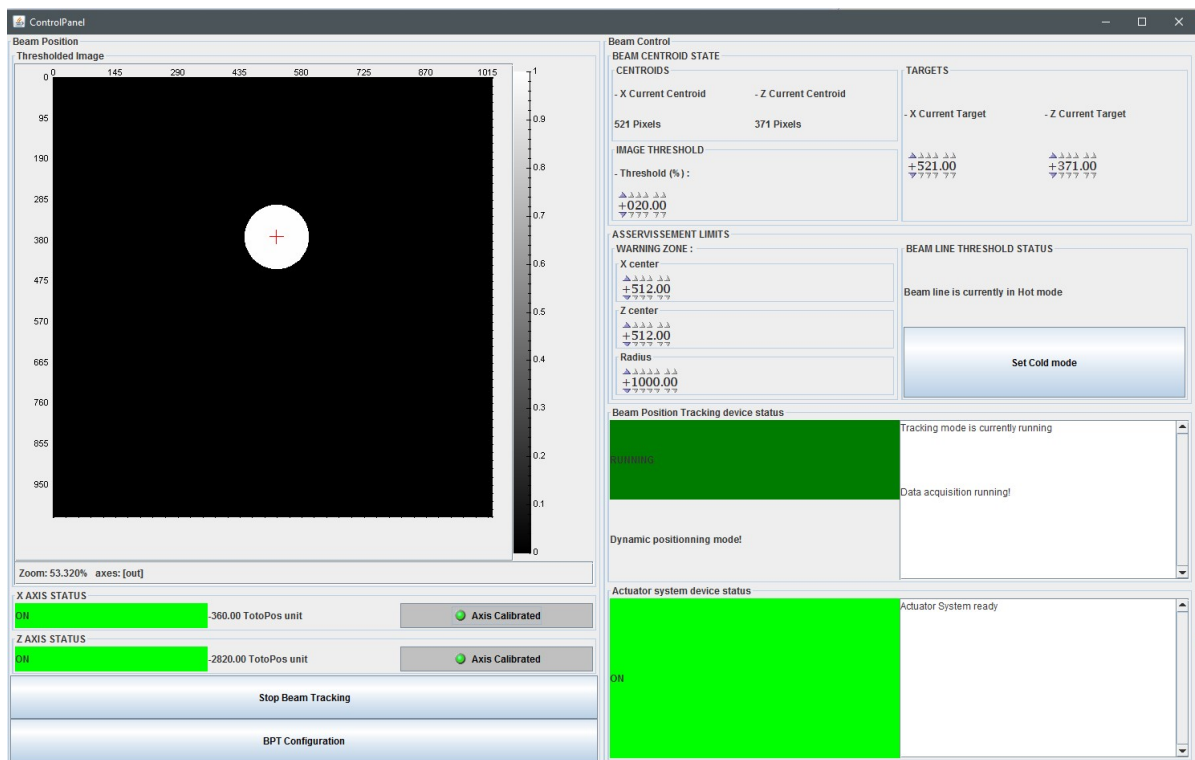 ControlPanel
Beam Position
Thresholded Image
0 145 290 435 580 725 870 1015
0
95
190
285
380
475
570
665
760
855
950
1
0.9
0.8
0.7
0.6
0.5
0.4
0.3
0.2
0.1
0
Zoom: 53.320% axes: [out]
X AXIS STATUS
ON -360.00 TotoPos unit Axis Calibrated
Z AXIS STATUS
ON -2820.00 TotoPos unit Axis Calibrated
Stop Beam Tracking
BPT Configuration
Beam Control
BEAM CENTROID STATE
CENTROIDS
- X Current Centroid - Z Current Centroid
521 Pixels 371 Pixels
IMAGE THRESHOLD
- Threshold (%) :
+020.00
TARGETS
- X Current Target - Z Current Target
+521.00 +371.00
ASSERVISSEMENT LIMITS
WARNING ZONE :
X center
+512.00
Z center
+512.00
Radius
+1000.00
BEAM LINE THRESHOLD STATUS
Beam line is currently in Hot mode
Set Cold mode
Beam Position Tracking device status
RUNNING
Dynamic positionning mode!
Tracking mode is currently running
Data acquisition running!
Actuator system device status
ON
Actuator System ready